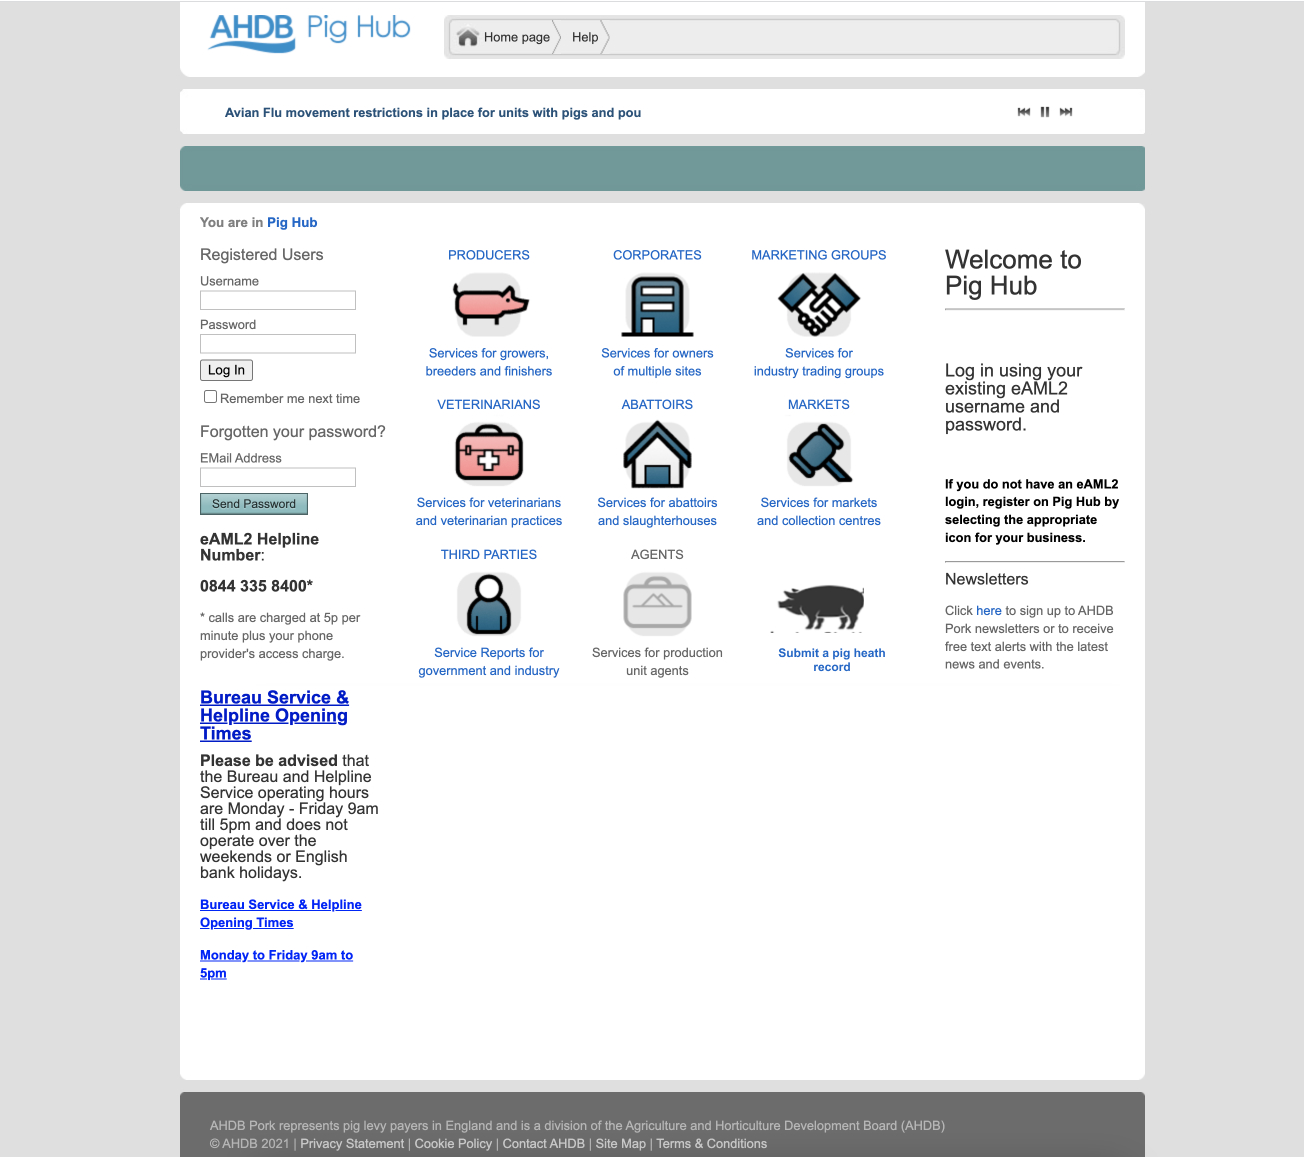 AHDB Pig Hub
Home page
Help
Avian Flu movement restrictions in place for units with pigs and pou
You are in Pig Hub
Registered Users
Username
Password
Log In
Remember me next time
Forgotten your password?
EMail Address
Send Password
eAML2 Helpline
Number:
0844 335 8400*
* calls are charged at 5p per
minute plus your phone
provider's access charge.
Bureau Service &
Helpline Opening
Times
Please be advised that
the Bureau and Helpline
Service operating hours
are Monday - Friday 9am
till 5pm and does not
operate over the
weekends or English
bank holidays.
Bureau Service & Helpline
Opening Times
Monday to Friday 9am to
5pm
PRODUCERS
Services for growers,
breeders and finishers
CORPORATES
Services for owners
of multiple sites
MARKETING GROUPS
Services for
industry trading groups
VETERINARIANS
Services for veterinarians
and veterinarian practices
ABATTOIRS
Services for abattoirs
and slaughterhouses
MARKETS
Services for markets
and collection centres
THIRD PARTIES
Service Reports for
government and industry
AGENTS
Services for production
unit agents
Submit a pig heath
record
Welcome to
Pig Hub
Log in using your
existing eAML2
username and
password.
If you do not have an eAML2
login, register on Pig Hub by
selecting the appropriate
icon for your business.
Newsletters
Click here to sign up to AHDB
Pork newsletters or to receive
free text alerts with the latest
news and events.
AHDB Pork represents pig levy payers in England and is a division of the Agriculture and Horticulture Development Board (AHDB)
© AHDB 2021 | Privacy Statement | Cookie Policy | Contact AHDB | Site Map | Terms & Conditions